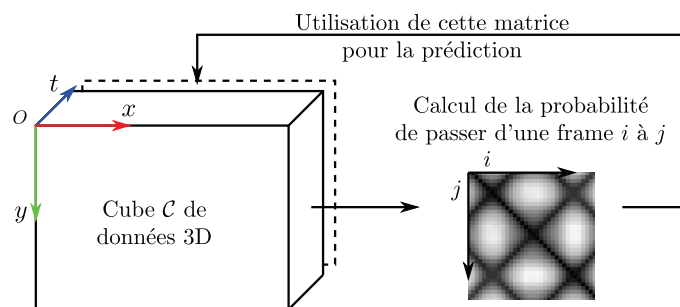 Utilisation de cette matrice
pour la prédiction
t
O
x
y
Cube C de
données 3D
Calcul de la probabilité
de passer d'une frame i à j
i
j